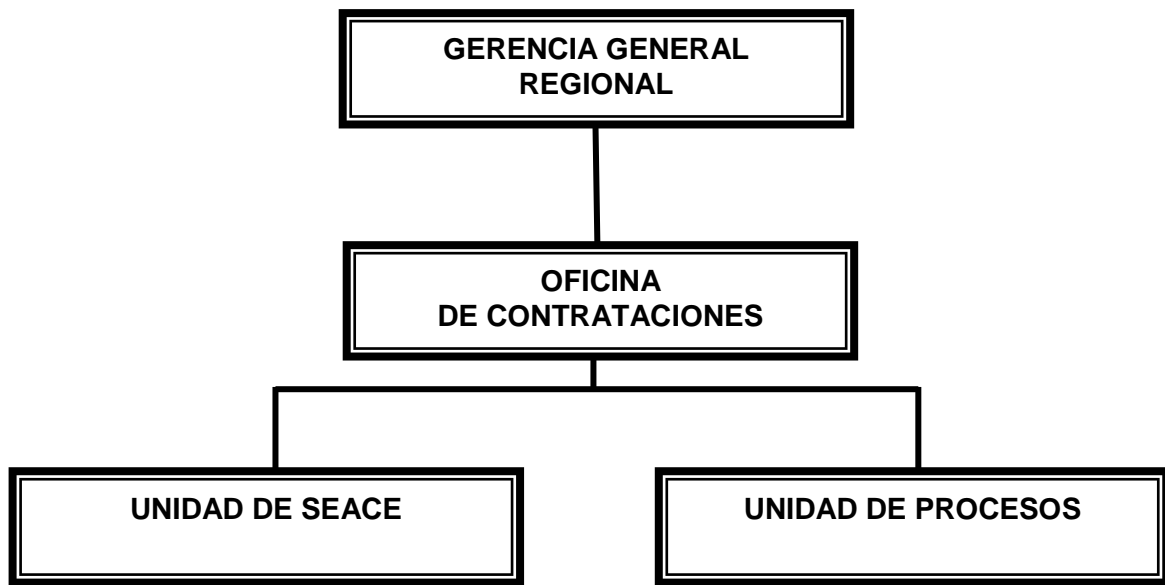 GERENCIA GENERAL
REGIONAL
OFICINA
DE CONTRATACIONES
UNIDAD DE SEACE
UNIDAD DE PROCESOS